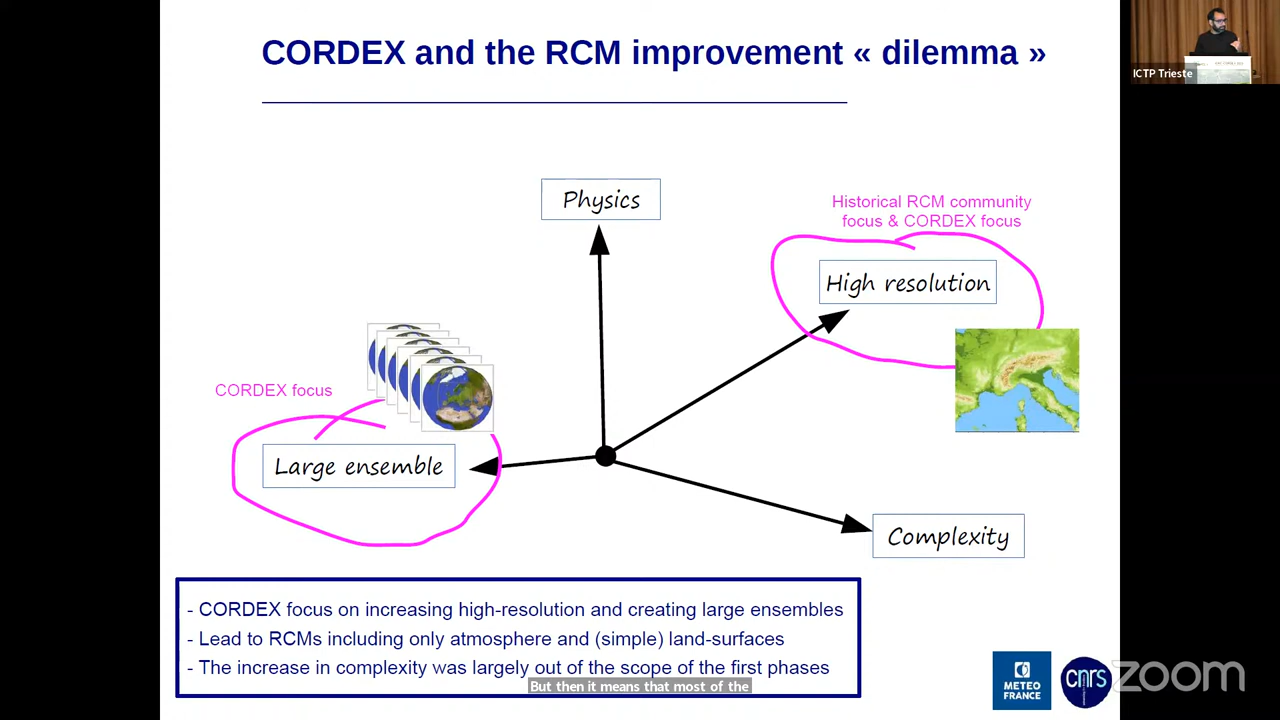 CORDEX and the RCM improvement « dilemma »
ICTP Trieste
Physics
Historical RCM community
focus & CORDEX focus
High resolution
CORDEX focus
Large ensemble
Complexity
- CORDEX focus on increasing high-resolution and creating large ensembles
- Lead to RCMs including only atmosphere and (simple) land-surfaces
- The increase in complexity was largely out of the scope of the first phases
But then it means that most of the
METEO
FRANCE
cnrs
zoom